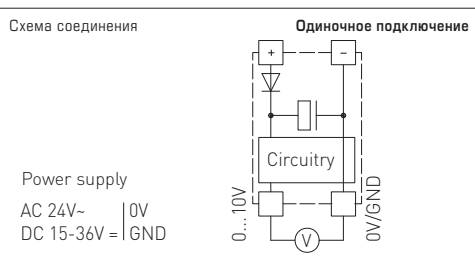 Схема соединения
Одиночное подключение
+ −
Circuitry
Power supply
AC 24V~ 0V
DC 15-36V = GND
0...10V
0V/GND
V